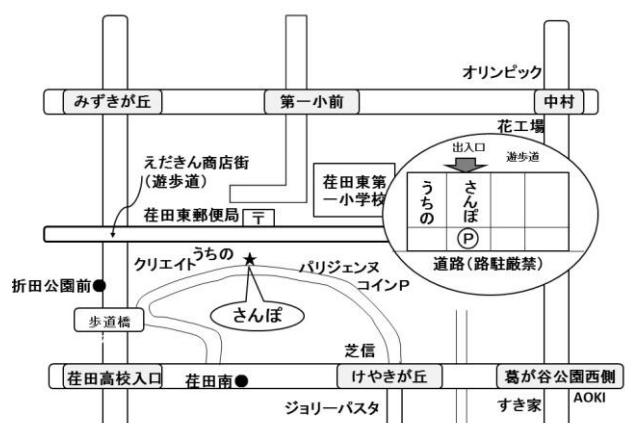 オリンピック
みずきが丘
第一小前
中村
花工場
出入口
遊歩道
えだきん商店街
(遊歩道)
荏田東第
一小学校
うちの
さんぽ
荏田東郵便局
〒
P
道路(路駐厳禁)
うちの
クリエイト
パリジェンヌ
コインP
折田公園前
さんぽ
歩道橋
芝信
荏田高校入口
荏田南
けやきが丘
葛が谷公園西側
ジョリーパスタ
すき家
AOKI